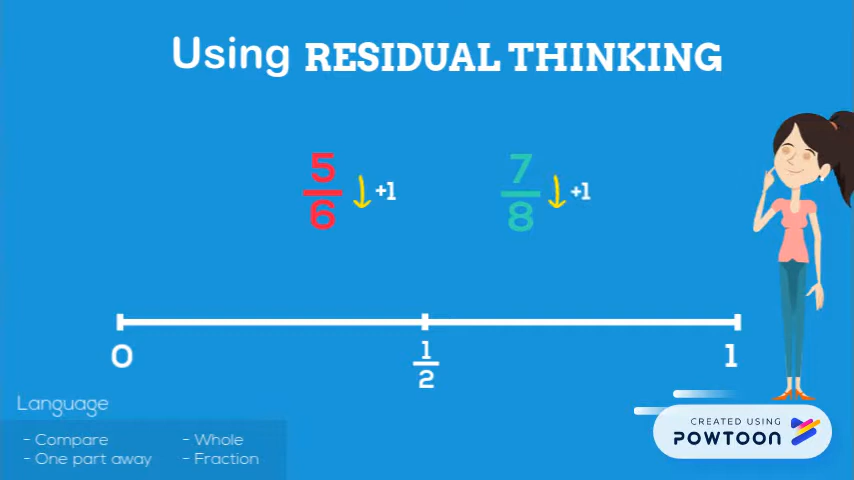 Using RESIDUAL THINKING
5
6
+1
7
8
+1
0
1
2
1
Language
- Compare
- One part away
- Whole
- Fraction
CREATED USING
POWTOON